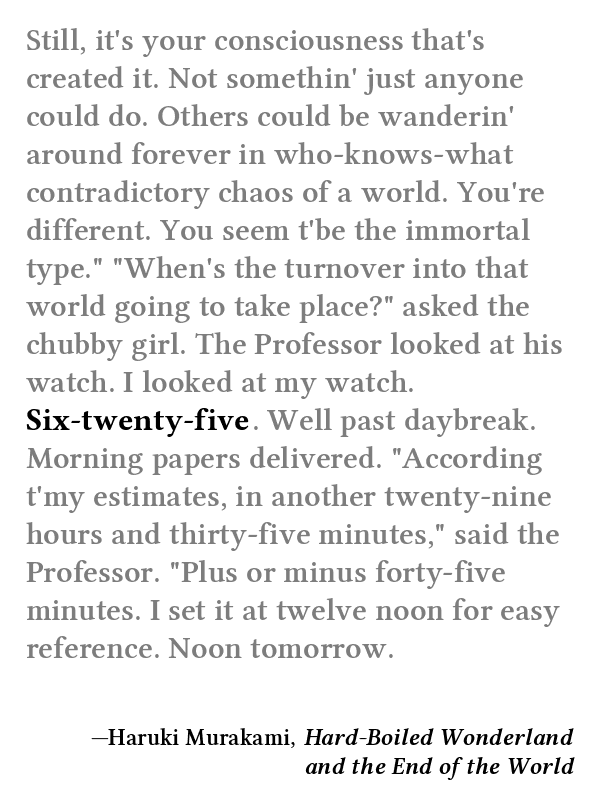 Still, it's your consciousness that's
created it. Not somethin' just anyone
could do. Others could be wanderin'
around forever in who-knows-what
contradictory chaos of a world. You're
different. You seem t'be the immortal
type." "When's the turnover into that
world going to take place?" asked the
chubby girl. The Professor looked at his
watch. I looked at my watch.
Six-twenty-five. Well past daybreak.
Morning papers delivered. "According
t'my estimates, in another twenty-nine
hours and thirty-five minutes," said the
Professor. "Plus or minus forty-five
minutes. I set it at twelve noon for easy
reference. Noon tomorrow.
—Haruki Murakami, Hard-Boiled Wonderland
and the End of the World